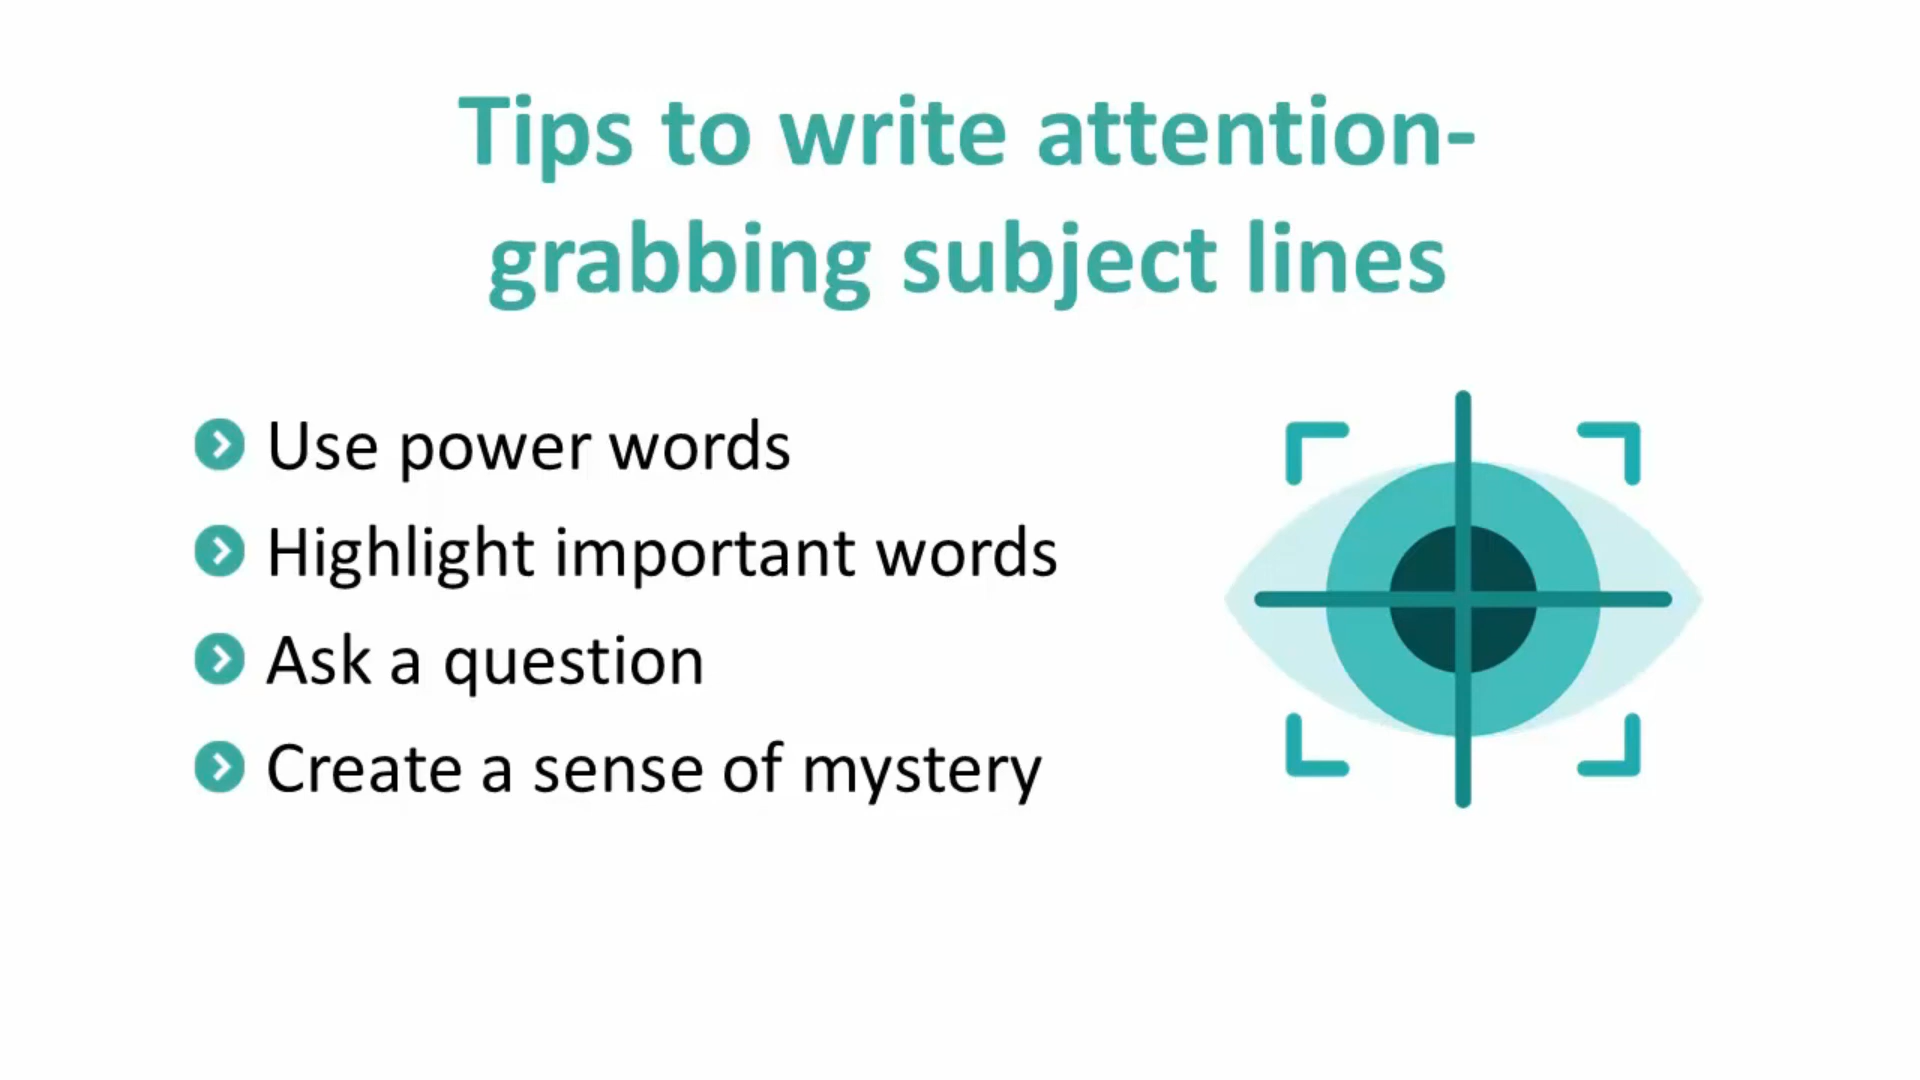 Tips to write attention-
grabbing subject lines
Use power words
Highlight important words
Ask a question
Create a sense of mystery